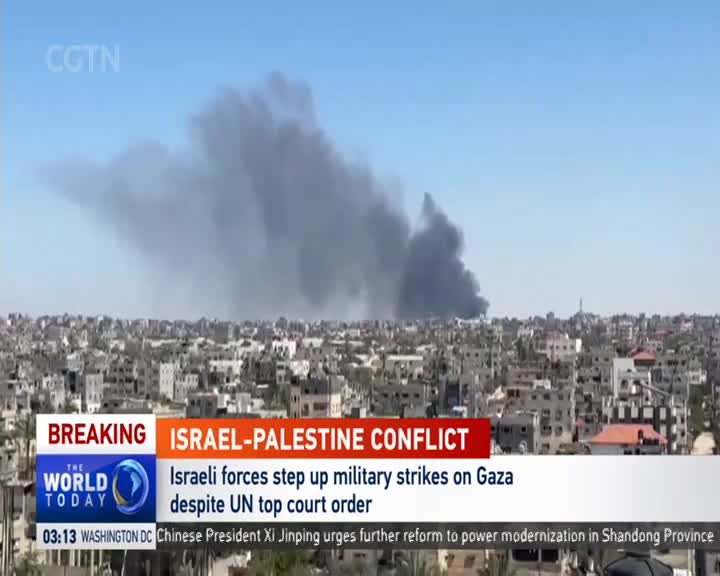 CGTN
BREAKING
ISRAEL-PALESTINE CONFLICT
THE
WORLD
TODAY
Israeli forces step up military strikes on Gaza
despite UN top court order
03:13 WASHINGTON DC
Chinese President Xi Jinping urges further reform to power modernization in Shandong Province